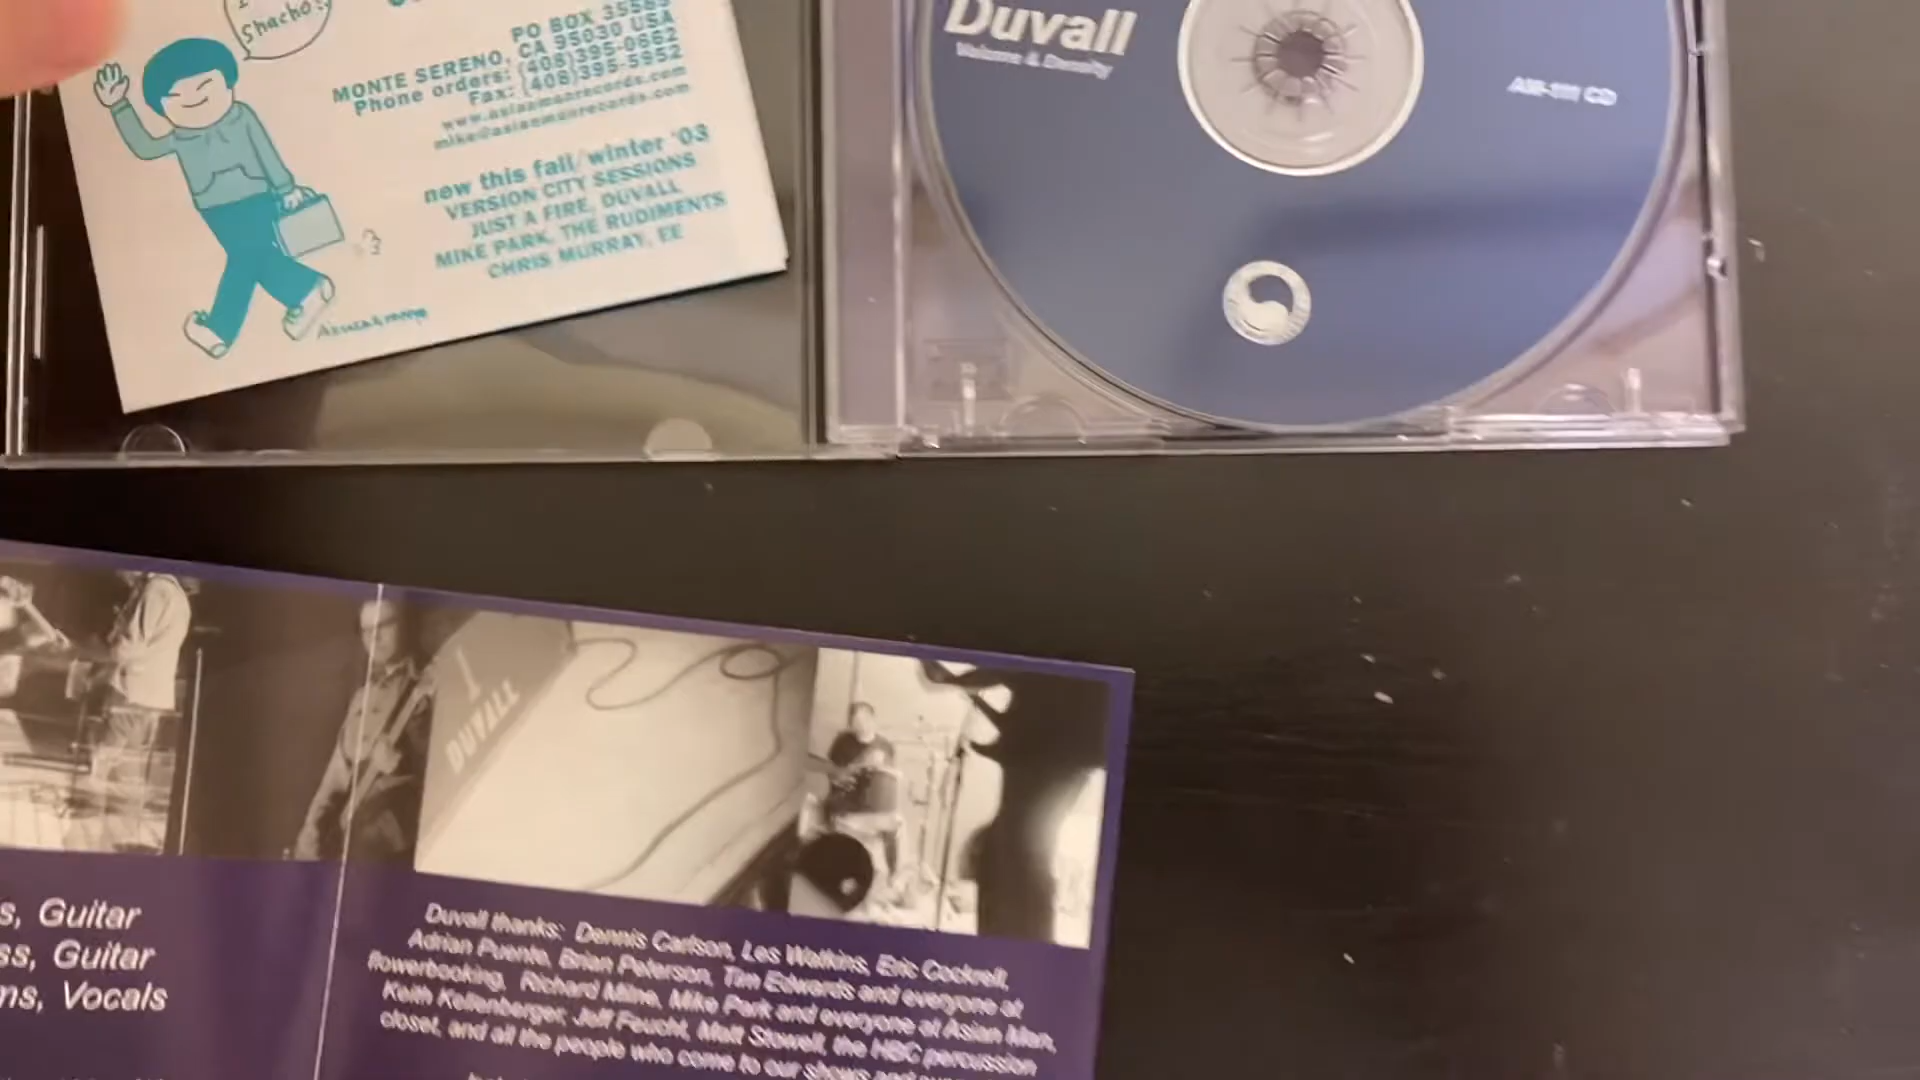 Shacho!
PO BOX 35585
MONTE SERENO, CA 95030 USA
Phone orders: (408)395-0662
Fax: (408)395-5952
www.asianmanrecords.com
mike@asianmanrecords.com
new this fall/winter '03
VERSION CITY SESSIONS
JUST A FIRE, DUVALL
MIKE PARK, THE RUDIMENTS
CHRIS MURRAY, EE
Duvall
Volume & Density
AM-111 CD
DUVALL
s, Guitar
ss, Guitar
ms, Vocals
Duvall thanks: Dennis Carlson, Les Watkins, Eric Cockrell,
Adrian Puente, Brian Peterson, Tim Edwards and everyone at
flowerbooking, Richard Milne, Mike Park and everyone at Asian Man,
Keith Kellenberger, Jeff Feucht, Matt Stowell, the HBC percussion
closet, and all the people who come to our shows and